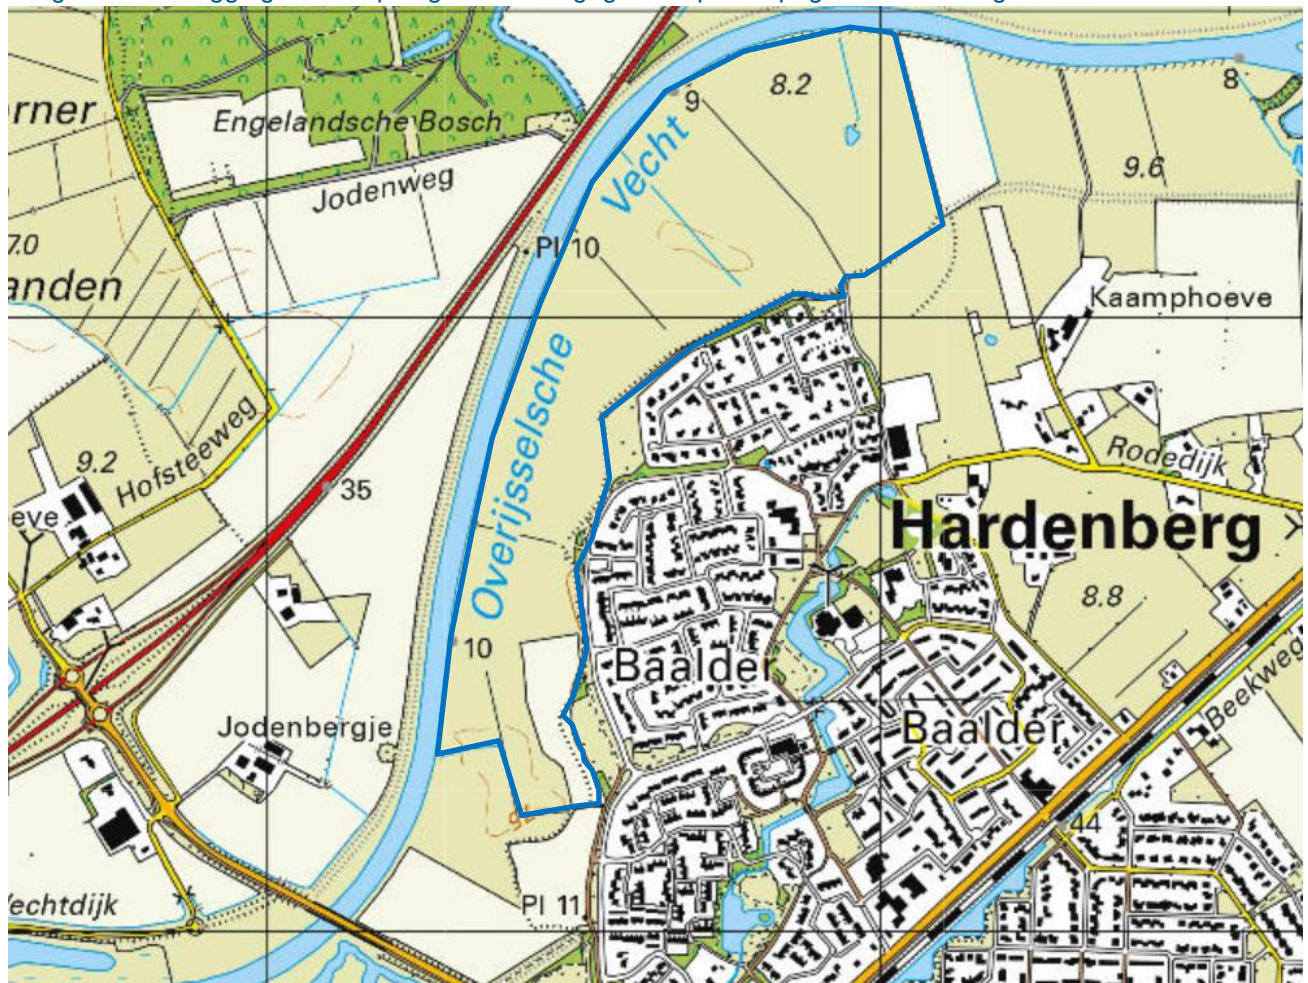 9
8.2
8
Engelandsche Bosch
Vecht
Jodenweg
9.6
7.0
Pl 10
anden
Kaamphoeve
Overijsselsche
Hofsteeweg
9.2
Rodedijk
35
eve
Hardenberg
8.8
10
Baalder
Beekweg
Jodenbergje
Baalder
44
Pl 11
echtdijk